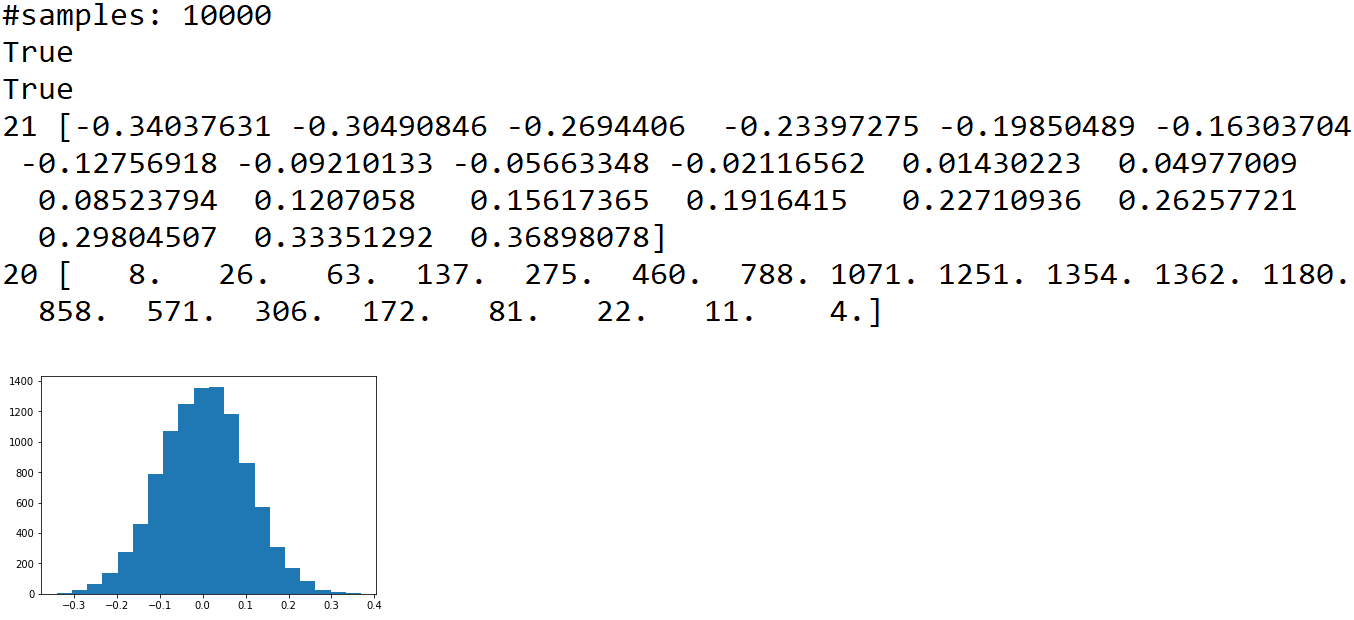 #samples: 10000
True
True
21 [-0.34037631 -0.30490846 -0.2694406  -0.23397275 -0.19850489 -0.16303704
 -0.12756918 -0.09210133 -0.05663348 -0.02116562  0.01430223  0.04977009
  0.08523794  0.1207058   0.15617365  0.1916415   0.22710936  0.26257721
  0.29804507  0.33351292  0.36898078]
20 [   8.   26.   63.  137.  275.  460.  788. 1071. 1251. 1354. 1362. 1180.
  858.  571.  306.  172.   81.   22.   11.    4.]
1400
1200
1000
800
600
400
200
0
−0.3 −0.2 −0.1 0.0 0.1 0.2 0.3 0.4